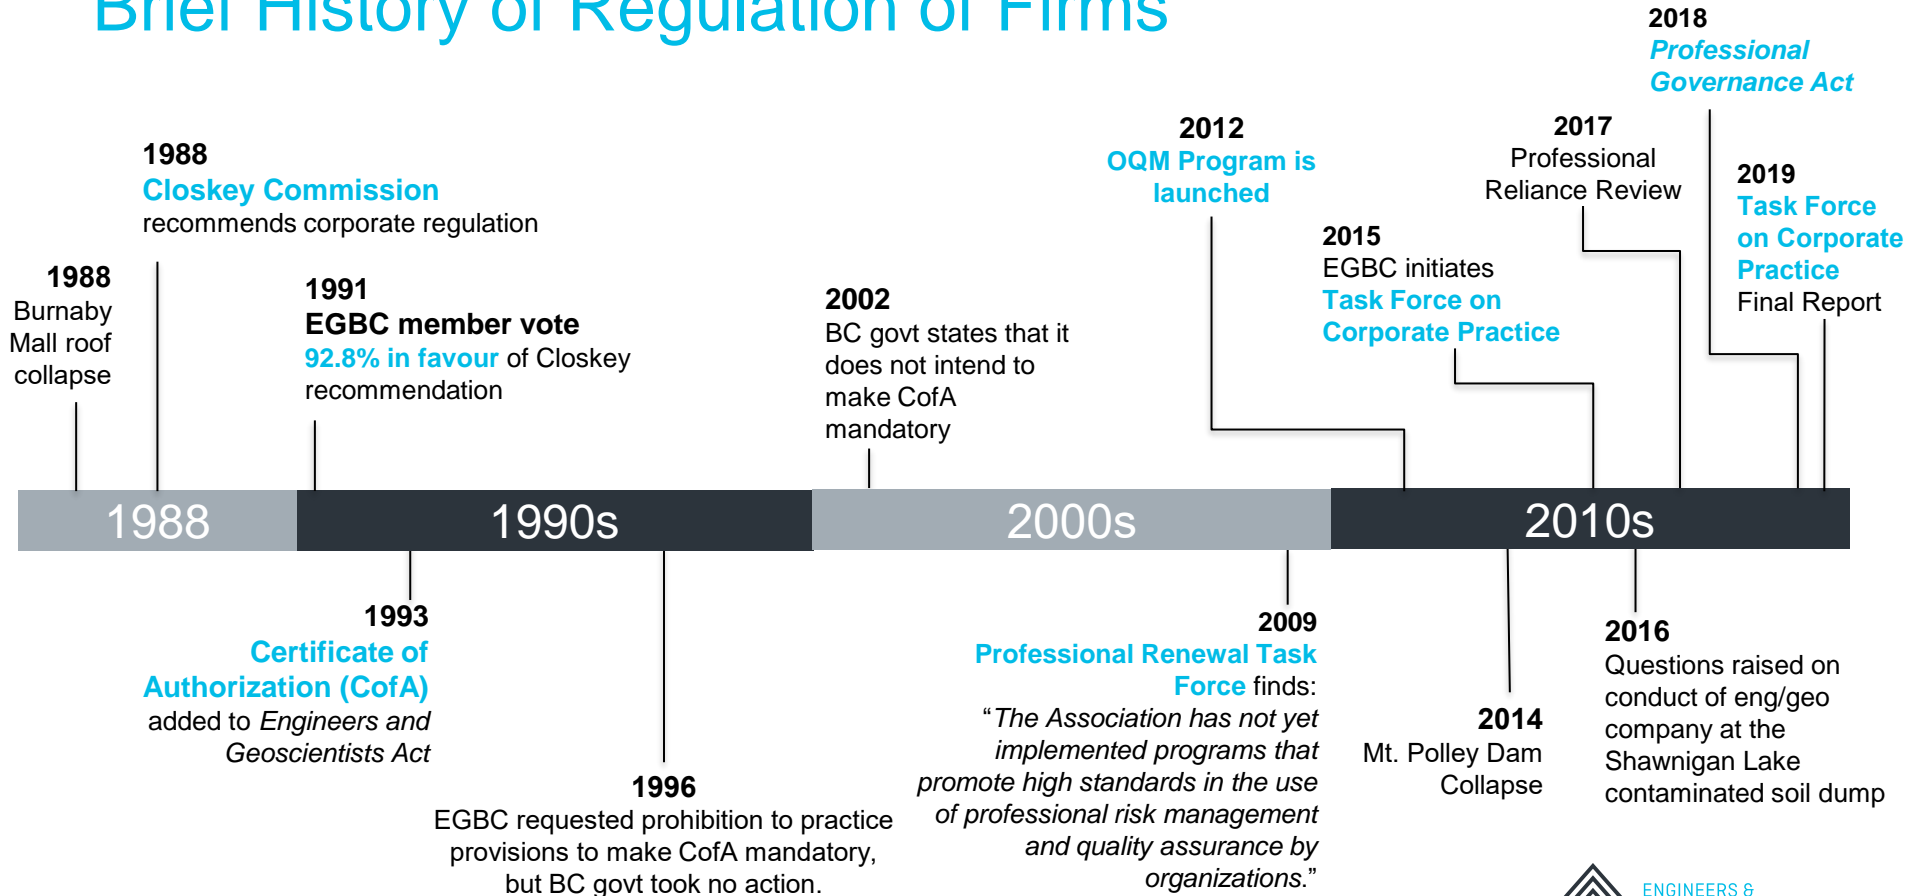 Brief History of Regulation of Firms
1988
Burnaby
Mall roof
collapse
1988
Closkey Commission
recommends corporate regulation
1991
EGBC member vote
92.8% in favour of Closkey
recommendation
2002
BC govt states that it
does not intend to
make CofA
mandatory
2012
OQM Program is
launched
2015
EGBC initiates
Task Force on
Corporate Practice
2017
Professional
Reliance Review
2018
Professional
Governance Act
2019
Task Force
on Corporate
Practice
Final Report
1988
1990s
2000s
2010s
1993
Certificate of
Authorization (CofA)
added to Engineers and
Geoscientists Act
1996
EGBC requested prohibition to practice
provisions to make CofA mandatory,
but BC govt took no action.
2009
Professional Renewal Task
Force finds:
“The Association has not yet
implemented programs that
promote high standards in the use
of professional risk management
and quality assurance by
organizations.”
2014
Mt. Polley Dam
Collapse
2016
Questions raised on
conduct of eng/geo
company at the
Shawnigan Lake
contaminated soil dump
ENGINEERS &